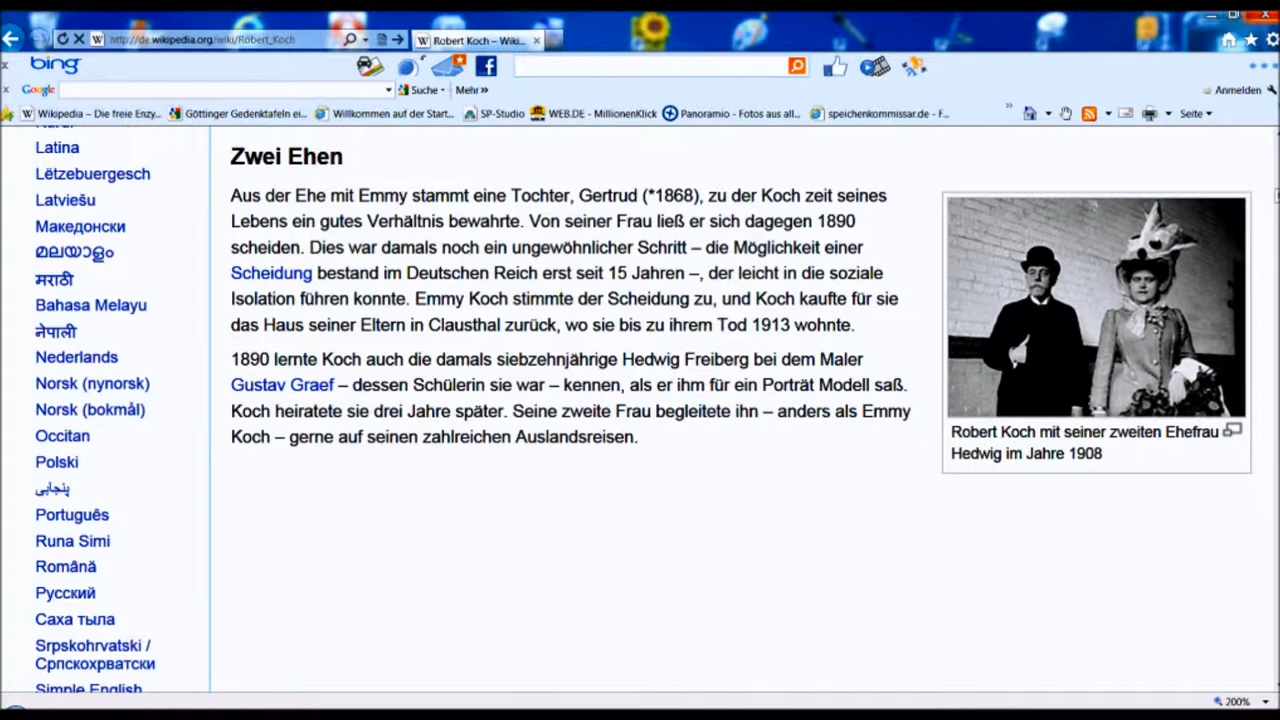 http://de.wikipedia.org/wiki/Robert_Koch
Robert Koch – Wiki...
bing
Google
Suche
Mehr »
Anmelden
Wikipedia – Die freie Enzy...
Göttinger Gedenktafeln ei...
Willkommen auf der Start...
SP-Studio
WEB.DE - MillionenKlick
Panoramio - Fotos aus all...
speichenkommissar.de - F...
Seite
Latina
Lëtzebuergesch
Latviešu
Македонски
മലയാളം
मराठी
Bahasa Melayu
नेपाली
Nederlands
Norsk (nynorsk)
Norsk (bokmål)
Occitan
Polski
پنجابی
Português
Runa Simi
Română
Русский
Саха тыла
Srpskohrvatski /
Српскохрватски
Simple English
Zwei Ehen
Aus der Ehe mit Emmy stammt eine Tochter, Gertrud (*1868), zu der Koch zeit seines
Lebens ein gutes Verhältnis bewahrte. Von seiner Frau ließ er sich dagegen 1890
scheiden. Dies war damals noch ein ungewöhnlicher Schritt – die Möglichkeit einer
Scheidung bestand im Deutschen Reich erst seit 15 Jahren –, der leicht in die soziale
Isolation führen konnte. Emmy Koch stimmte der Scheidung zu, und Koch kaufte für sie
das Haus seiner Eltern in Clausthal zurück, wo sie bis zu ihrem Tod 1913 wohnte.
1890 lernte Koch auch die damals siebzehnjährige Hedwig Freiberg bei dem Maler
Gustav Graef – dessen Schülerin sie war – kennen, als er ihm für ein Porträt Modell saß.
Koch heiratete sie drei Jahre später. Seine zweite Frau begleitete ihn – anders als Emmy
Koch – gerne auf seinen zahlreichen Auslandsreisen.
Robert Koch mit seiner zweiten Ehefrau
Hedwig im Jahre 1908
200%